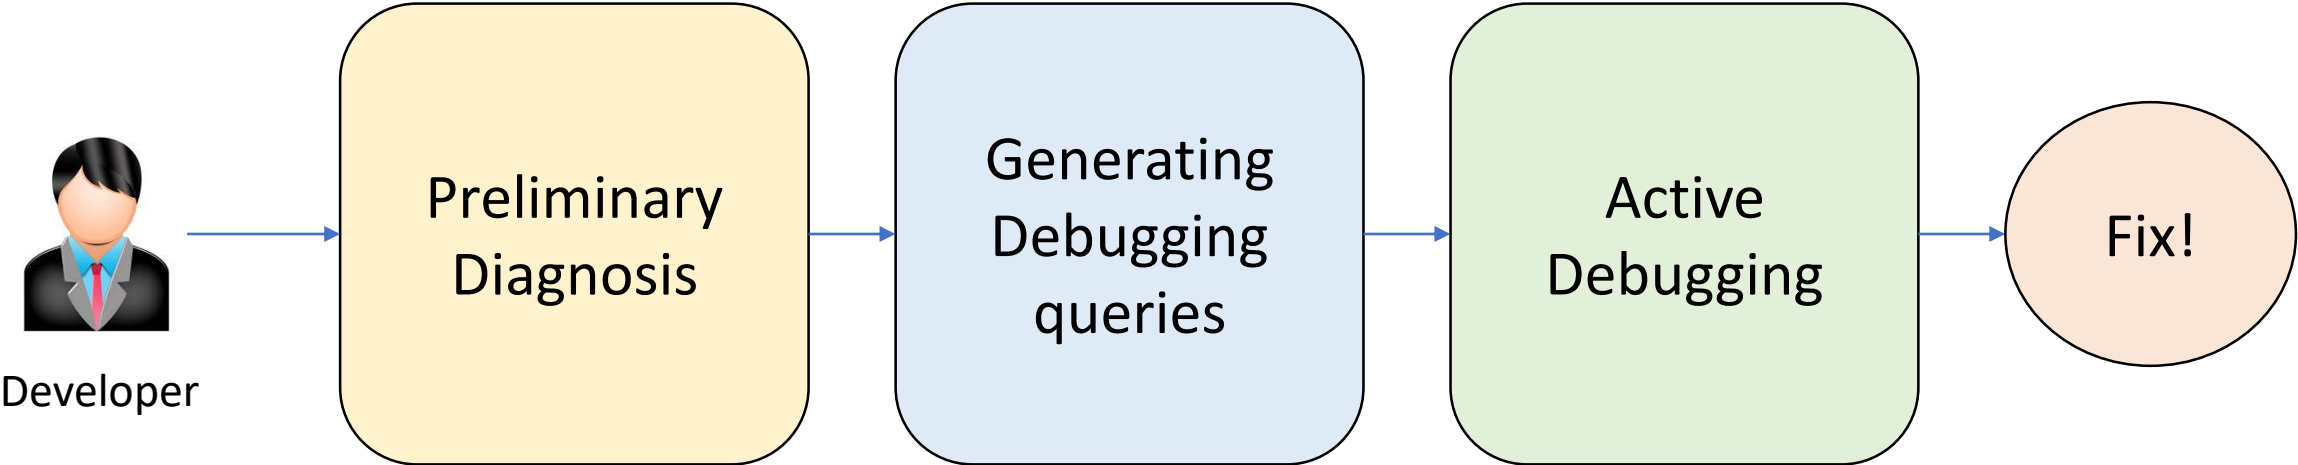 Developer
Preliminary
Diagnosis
Generating
Debugging
queries
Active
Debugging
Fix!